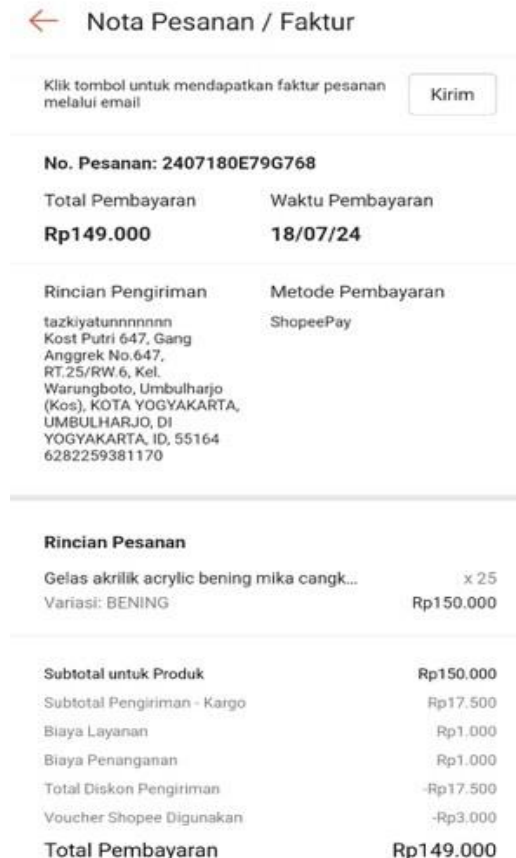 Nota Pesanan / Faktur
Klik tombol untuk mendapatkan faktur pesanan
melalui email
Kirim
No. Pesanan: 2407180E79G768
Total Pembayaran
Waktu Pembayaran
Rp149.000
18/07/24
Rincian Pengiriman
Metode Pembayaran
tazkiyatunnnnnnn
ShopeePay
Kost Putri 647, Gang
Anggrek No.647,
RT.25/RW.6, Kel.
Warungboto, Umbulharjo
(Kos), KOTA YOGYAKARTA,
UMBULHARJO, DI
YOGYAKARTA, ID, 55164
6282259381170
Rincian Pesanan
Gelas akrilik acrylic bening mika cangk...
x 25
Variasi: BENING
Rp150.000
Subtotal untuk Produk
Rp150.000
Subtotal Pengiriman - Kargo
Rp17.500
Biaya Layanan
Rp1.000
Biaya Penanganan
Rp1.000
Total Diskon Pengiriman
-Rp17.500
Voucher Shopee Digunakan
-Rp3.000
Total Pembayaran
Rp149.000